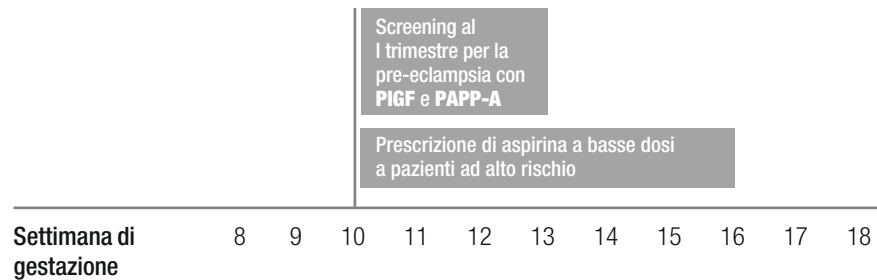 Screening al
I trimestre per la
pre-eclampsia con
PIGF e PAPP-A
Prescrizione di aspirina a basse dosi
a pazienti ad alto rischio
Settimana di 8 9 10 11 12 13 14 15 16 17 18
gestazione